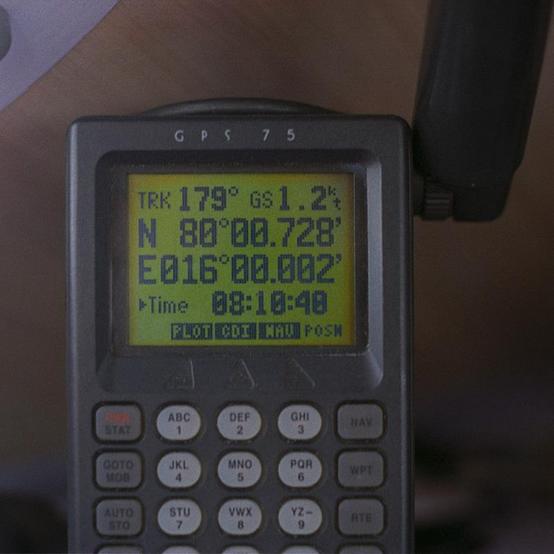 GPS 75
TRK 179° GS 1.2kt
N 80°00.728'
E016°00.002'
▸Time 08:10:40
PLOT CDI NAV POSN
STAT ABC 1 DEF 2 GHI 3 NAV
GOTO MOB JKL 4 MNO 5 PQR 6 WPT
AUTO STO STU 7 VWX 8 YZ– 9 RTE